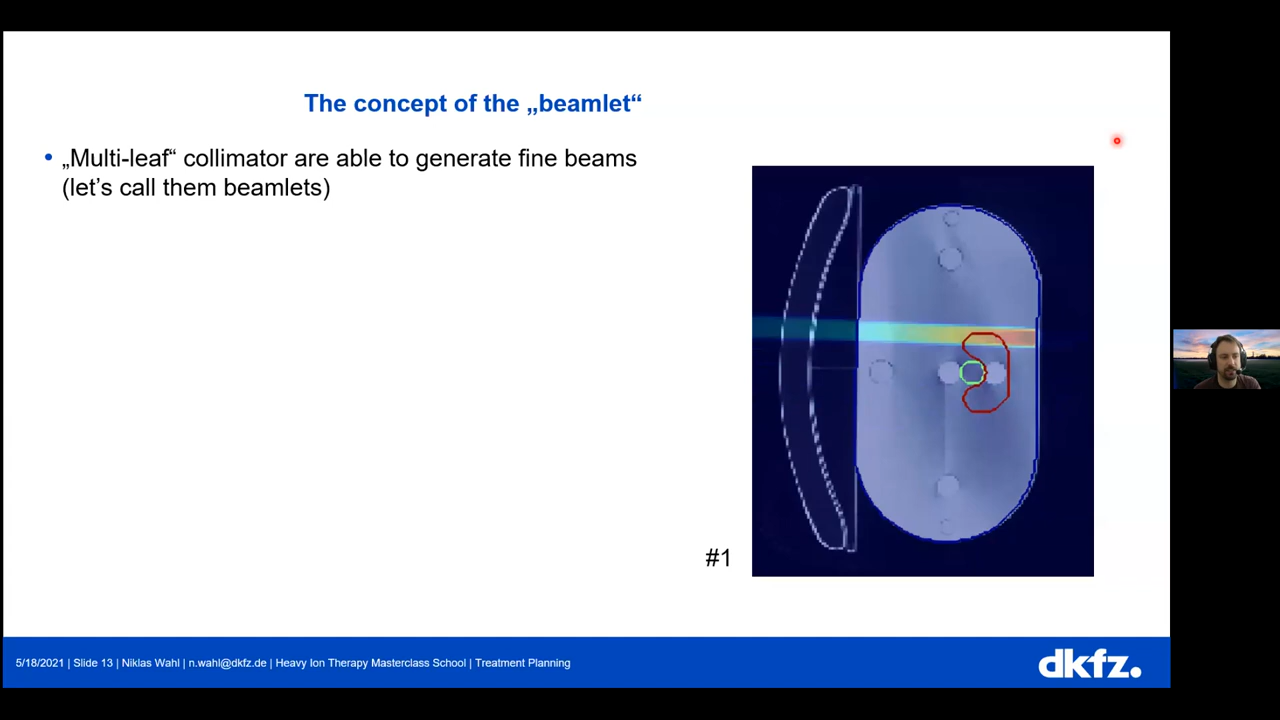 The concept of the „beamlet“
• „Multi-leaf“ collimator are able to generate fine beams
(let's call them beamlets)
#1
5/18/2021 | Slide 13 | Niklas Wahl | n.wahl@dkfz.de | Heavy Ion Therapy Masterclass School | Treatment Planning
dkfz.